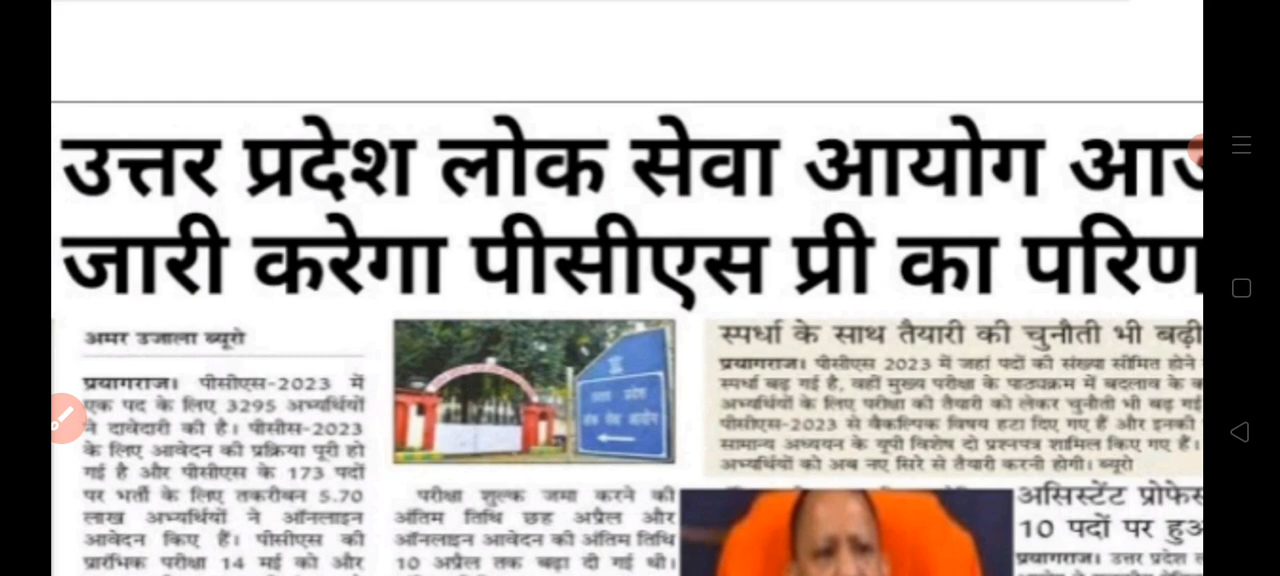 उत्तर प्रदेश लोक सेवा आयोग
जारी करेगा पीसीएस प्री का
अमर उजाला ब्यूरो
प्रयागराज। पीसीएस-2023 में
एक पद के लिए 3295 अभ्यर्थियों
ने दावेदारी की है। पीसीस-2023
के लिए आवेदन की प्रक्रिया पूरी हो
गई है और पीसीएस के 173 पदों
पर भर्ती के लिए तकरीबन 5.70
लाख अभ्यर्थियों ने ऑनलाइन
आवेदन किए हैं। पीसीएस की
प्रारंभिक परीक्षा 14 मई को और
उत्तर प्रदेश
लोक सेवा आयोग
परीक्षा शुल्क जमा करने की
अंतिम तिथि छह अप्रैल और
ऑनलाइन आवेदन की अंतिम तिथि
10 अप्रैल तक बढ़ा दी गई थी।
स्पर्धा के साथ तैयारी की चुनौती भी बढ़ी
प्रयागराज। पीसीएस 2023 में जहां पदों की संख्या सीमित होने
स्पर्धा बढ़ गई है, वहीं मुख्य परीक्षा के पाठ्यक्रम में बदलाव के
अभ्यर्थियों के लिए परीक्षा की तैयारी को लेकर चुनौती भी बढ़ गई
पीसीएस-2023 से वैकल्पिक विषय हटा दिए गए हैं और इनकी
सामान्य अध्ययन के यूपी विशेष दो प्रश्नपत्र शामिल किए गए हैं।
अभ्यर्थियों को अब नए सिरे से तैयारी करनी होगी। ब्यूरो
असिस्टेंट
10 पदों पर
प्रयागराज। उत्तर प्रदेश